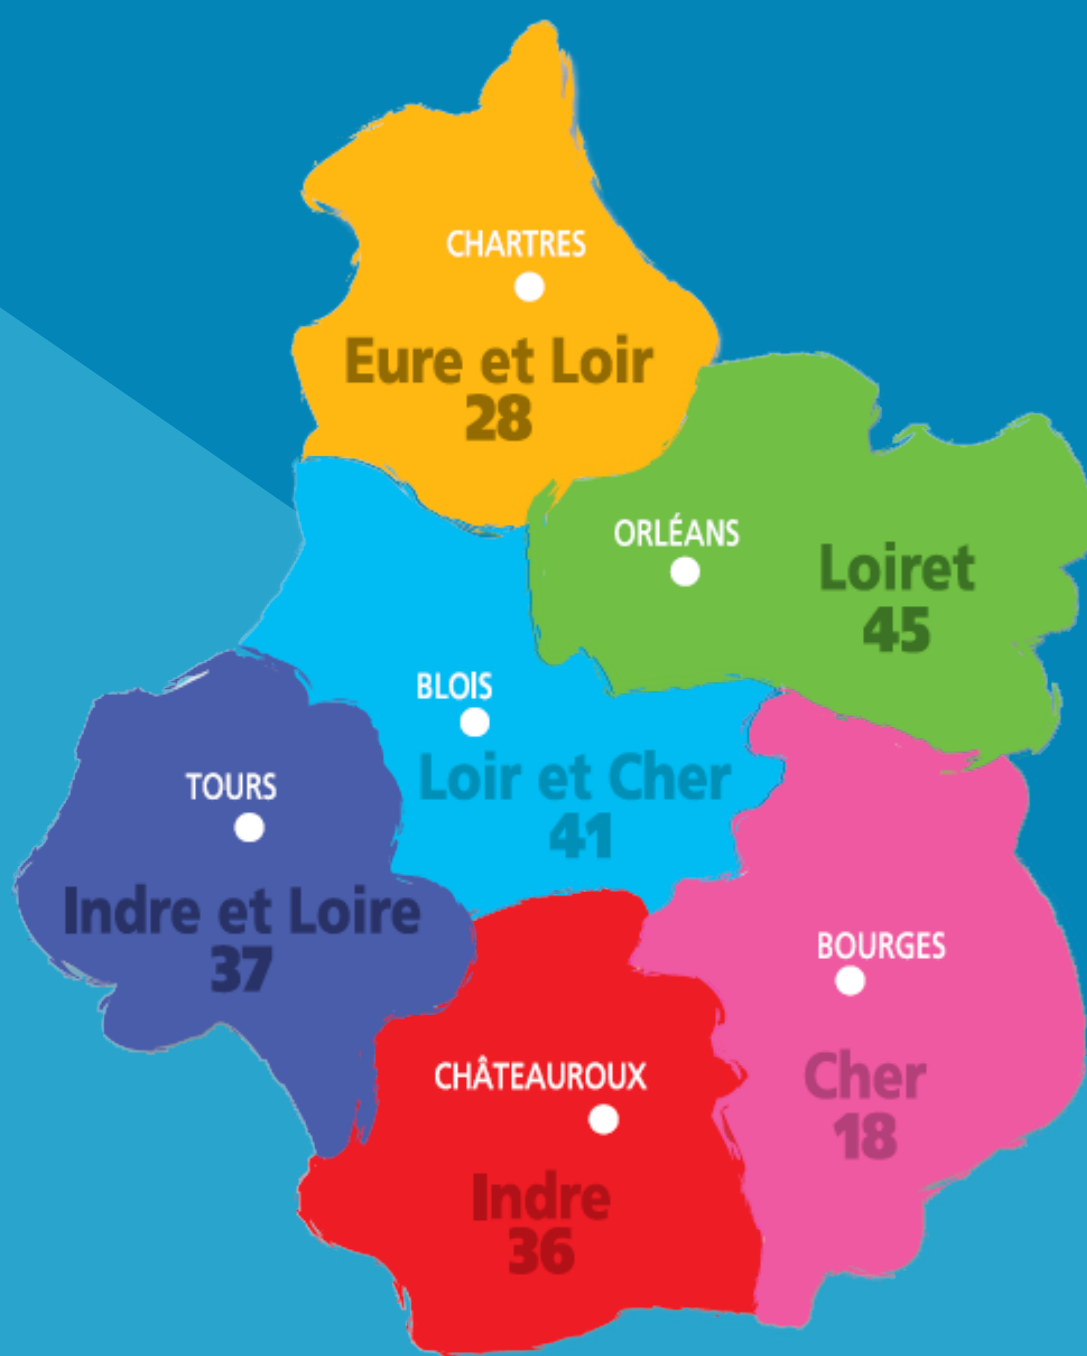 CHARTRES
Eure et Loir
28
ORLÉANS
Loiret
45
BLOIS
Loir et Cher
41
TOURS
Indre et Loire
37
BOURGES
Cher
18
CHÂTEAUROUX
Indre
36